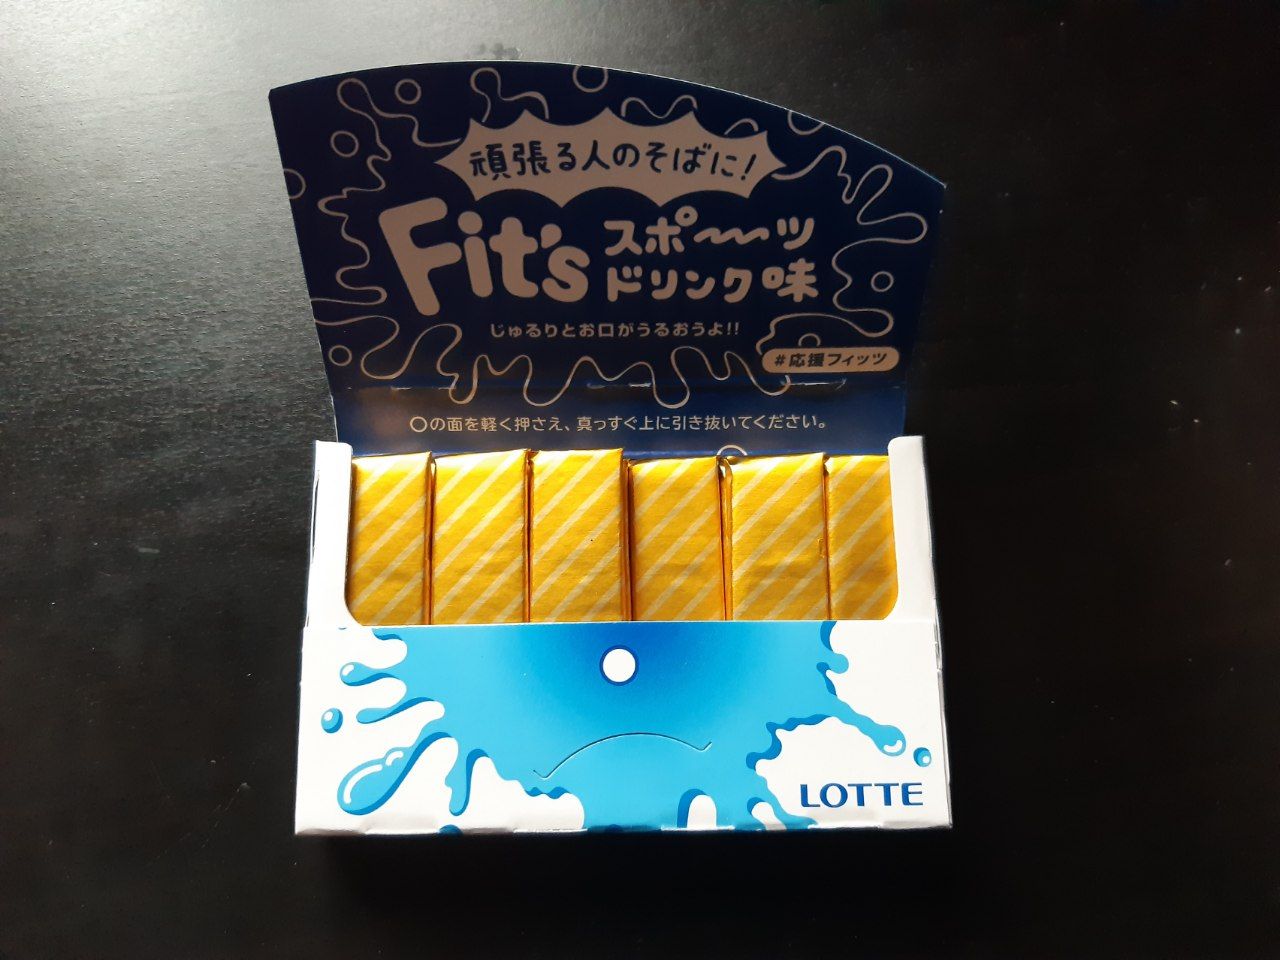 頑張る人のそばに!
Fit's スポ〜〜ツ
ドリンク味
じゅるりとお口がうるおうよ!!
#応援フィッツ
○の面を軽く押さえ、真っすぐ上に引き抜いてください。
LOTTE